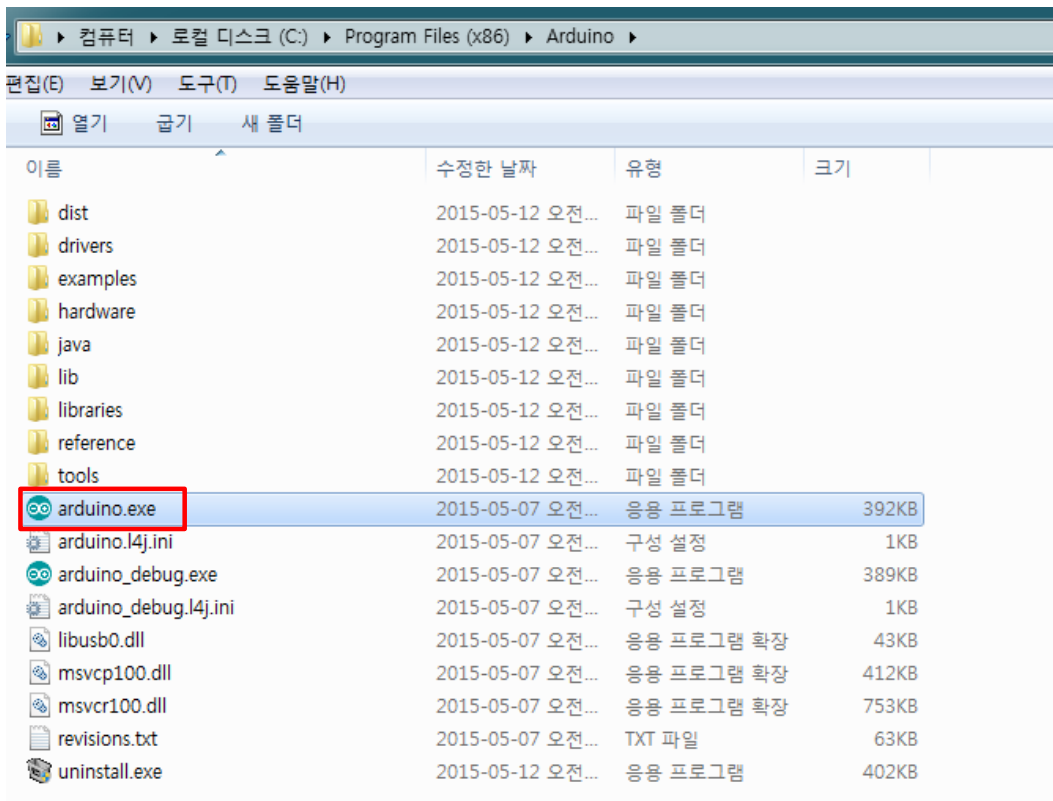 컴퓨터 로컬 디스크 (C:) Program Files (x86) Arduino
편집(E) 보기(V) 도구(T) 도움말(H)
열기 굽기 새 폴더
이름 수정한 날짜 유형 크기
dist 2015-05-12 오전... 파일 폴더
drivers 2015-05-12 오전... 파일 폴더
examples 2015-05-12 오전... 파일 폴더
hardware 2015-05-12 오전... 파일 폴더
java 2015-05-12 오전... 파일 폴더
lib 2015-05-12 오전... 파일 폴더
libraries 2015-05-12 오전... 파일 폴더
reference 2015-05-12 오전... 파일 폴더
tools 2015-05-12 오전... 파일 폴더
arduino.exe 2015-05-07 오전... 응용 프로그램 392KB
arduino.l4j.ini 2015-05-07 오전... 구성 설정 1KB
arduino_debug.exe 2015-05-07 오전... 응용 프로그램 389KB
arduino_debug.l4j.ini 2015-05-07 오전... 구성 설정 1KB
libusb0.dll 2015-05-07 오전... 응용 프로그램 확장 43KB
msvcp100.dll 2015-05-07 오전... 응용 프로그램 확장 412KB
msvcr100.dll 2015-05-07 오전... 응용 프로그램 확장 753KB
revisions.txt 2015-05-07 오전... TXT 파일 63KB
uninstall.exe 2015-05-12 오전... 응용 프로그램 402KB